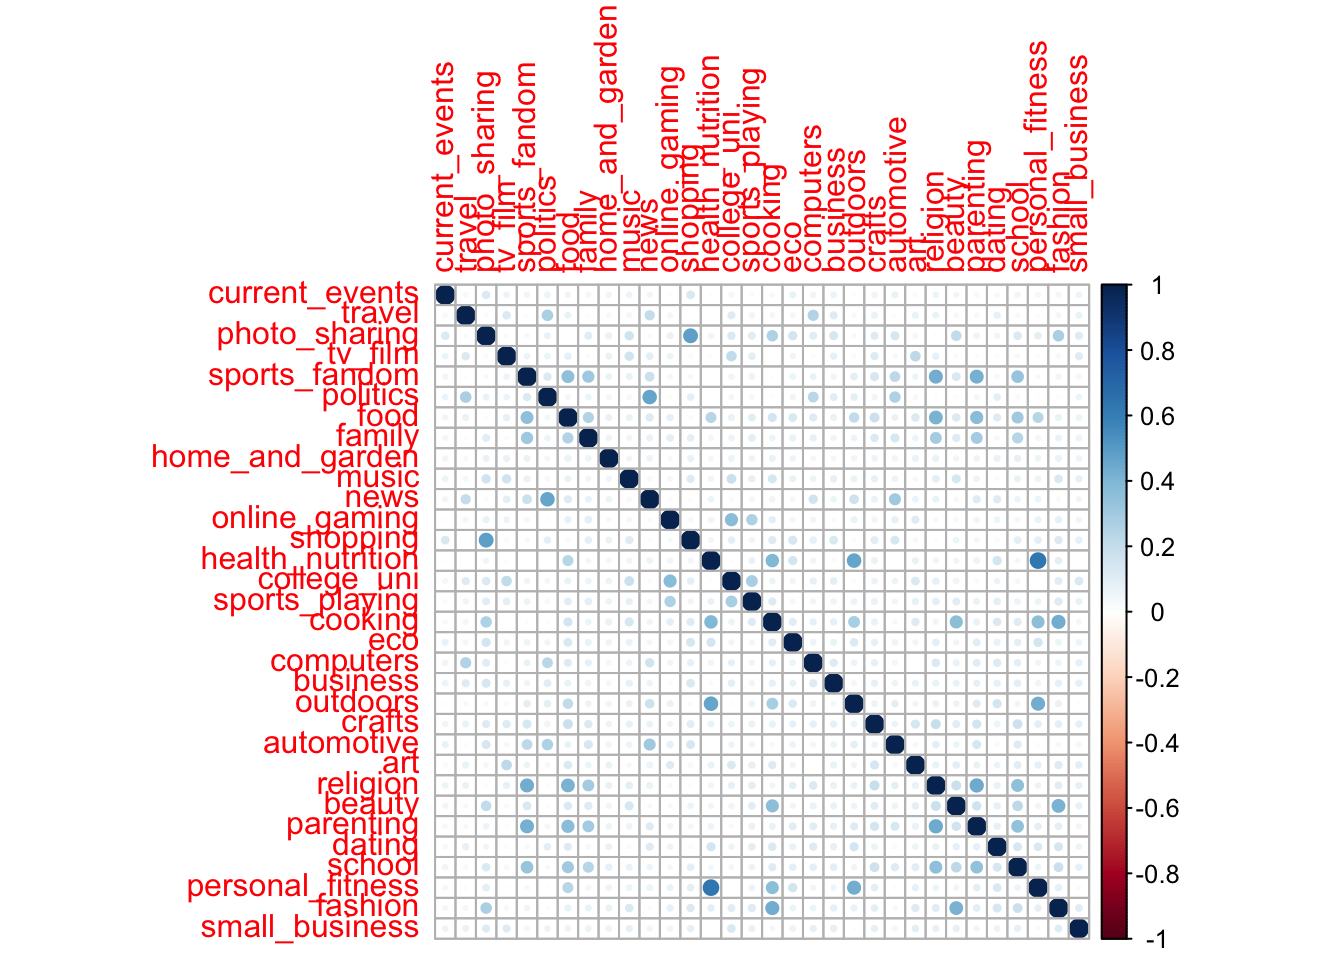 current_events
travel
photo_sharing
tv_film
sports_fandom
politics
food
family
home_and_garden
music
news
online_gaming
shopping
health_nutrition
college_uni
sports_playing
cooking
eco
computers
business
outdoors
crafts
automotive
art
religion
beauty
parenting
dating
school
personal_fitness
fashion
small_business
current_events
travel
photo_sharing
tv_film
sports_fandom
politics
food
family
home_and_garden
music
news
online_gaming
shopping
health_nutrition
college_uni
sports_playing
cooking
eco
computers
business
outdoors
crafts
automotive
art
religion
beauty
parenting
dating
school
personal_fitness
fashion
small_business
1
0.8
0.6
0.4
0.2
0
-0.2
-0.4
-0.6
-0.8
-1